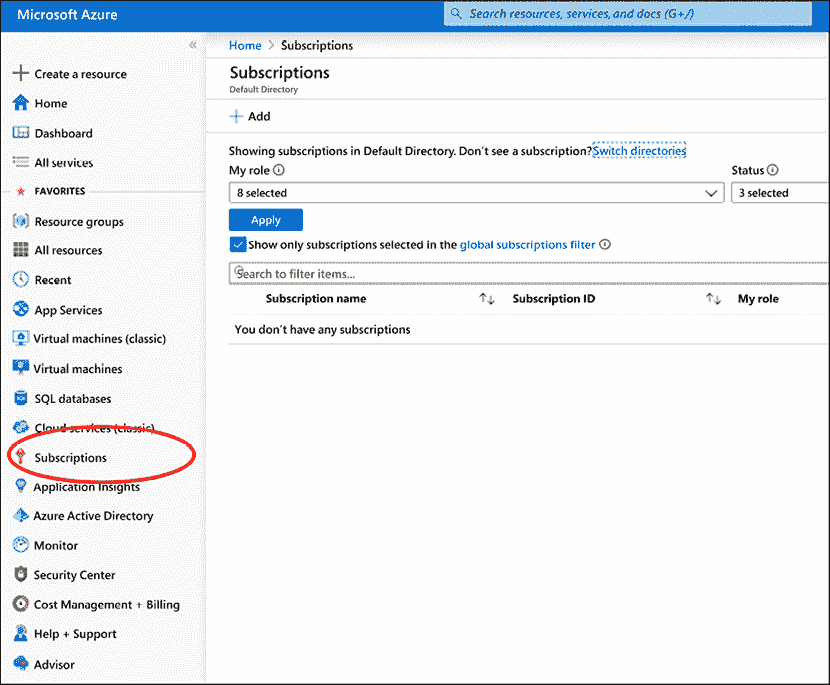 Microsoft Azure
Search resources, services, and docs (G+/)
«
Create a resource
Home
Dashboard
All services
FAVORITES
Resource groups
All resources
Recent
App Services
Virtual machines (classic)
Virtual machines
SQL databases
Cloud services (classic)
Subscriptions
Application Insights
Azure Active Directory
Monitor
Security Center
Cost Management + Billing
Help + Support
Advisor
Home > Subscriptions
Subscriptions
Default Directory
+ Add
Showing subscriptions in Default Directory. Don't see a subscription? Switch directories
My role
Status
8 selected
3 selected
Apply
Show only subscriptions selected in the global subscriptions filter
Search to filter items...
Subscription name ↑↓ Subscription ID ↑↓ My role
You don't have any subscriptions